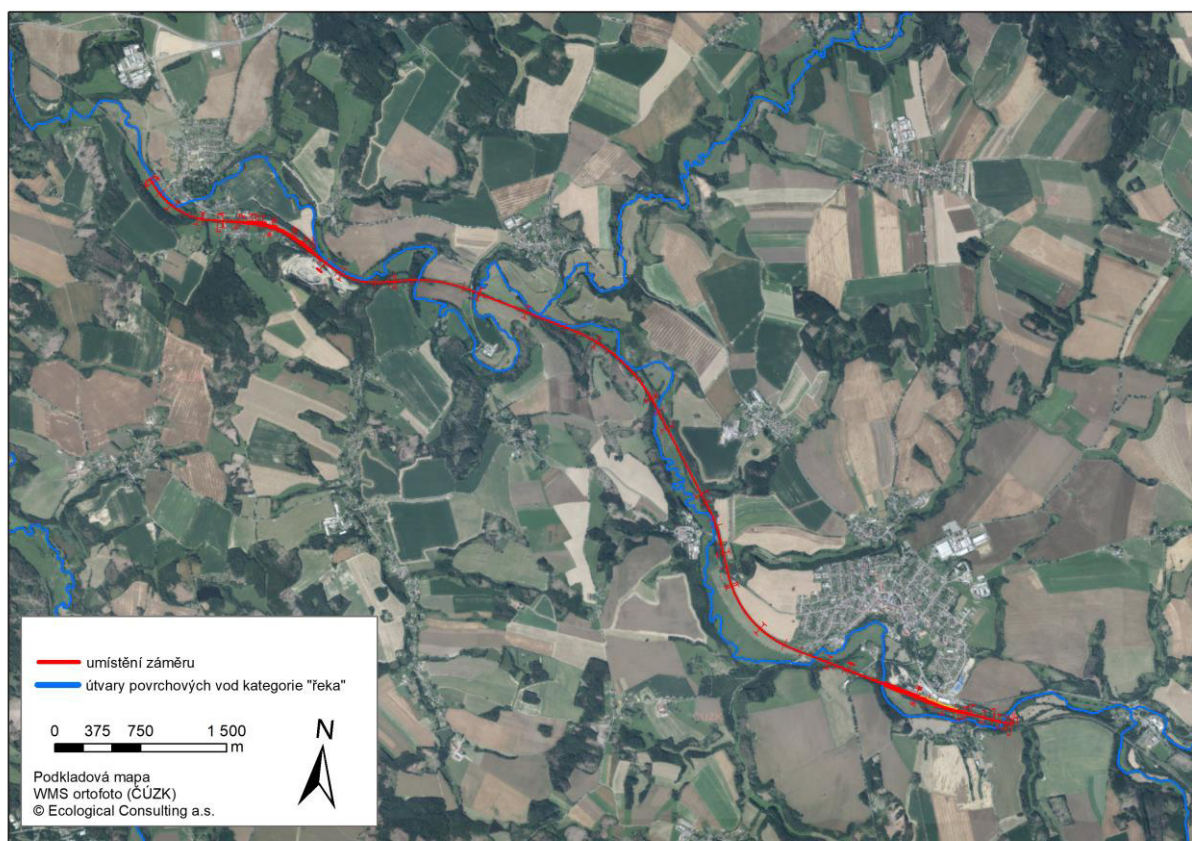 umístění záměru
útvary povrchových vod kategorie "řeka"
0 375 750 1 500
m
N
Podkladová mapa
WMS ortofoto (ČÚZK)
© Ecological Consulting a.s.